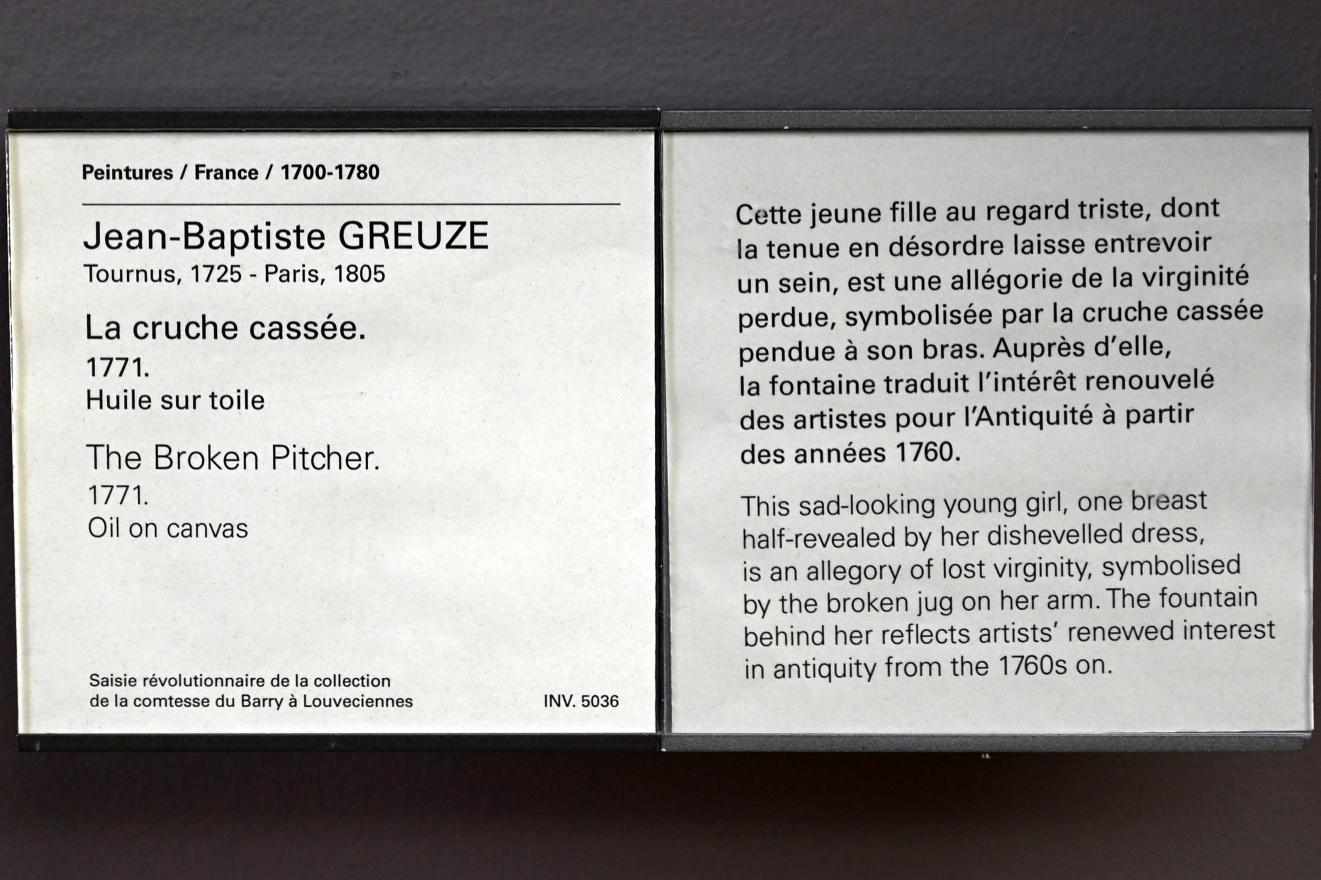 Peintures / France / 1700-1780
Jean-Baptiste GREUZE
Tournus, 1725 - Paris, 1805
La cruche cassée.
1771.
Huile sur toile
The Broken Pitcher.
1771.
Oil on canvas
Saisie révolutionnaire de la collection
de la comtesse du Barry à Louveciennes
INV. 5036
Cette jeune fille au regard triste, dont
la tenue en désordre laisse entrevoir
un sein, est une allégorie de la virginité
perdue, symbolisée par la cruche cassée
pendue à son bras. Auprès d'elle,
la fontaine traduit l'intérêt renouvelé
des artistes pour l'Antiquité à partir
des années 1760.
This sad-looking young girl, one breast
half-revealed by her dishevelled dress,
is an allegory of lost virginity, symbolised
by the broken jug on her arm. The fountain
behind her reflects artists' renewed interest
in antiquity from the 1760s on.